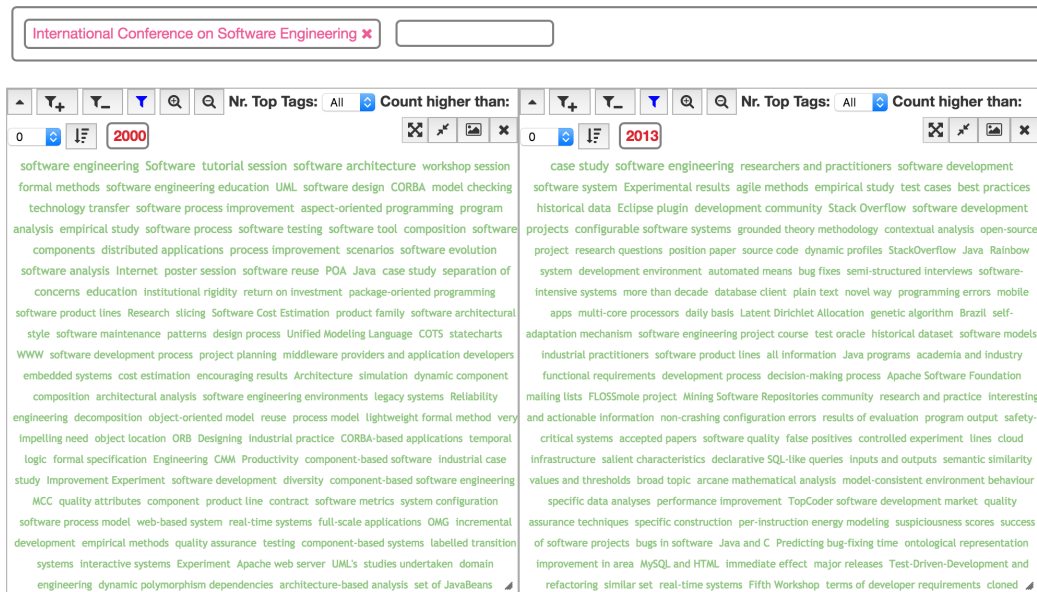 International Conference on Software Engineering ✖
Nr. Top Tags: All Count higher than:
0 2000
software engineering Software tutorial session software architecture workshop session
formal methods software engineering education UML software design CORBA model checking
technology transfer software process improvement aspect-oriented programming program
analysis empirical study software process software testing software tool composition software
components distributed applications process improvement scenarios software evolution
software analysis Internet poster session software reuse POA Java case study separation of
concerns education institutional rigidity return on investment package-oriented programming
software product lines Research slicing Software Cost Estimation product family software architectural
style software maintenance patterns design process Unified Modeling Language COTS statecharts
WWW software development process project planning middleware providers and application developers
embedded systems cost estimation encouraging results Architecture simulation dynamic component
composition architectural analysis software engineering environments legacy systems Reliability
engineering decomposition object-oriented model reuse process model lightweight formal method very
impelling need object location ORB Designing industrial practice CORBA-based applications temporal
logic formal specification Engineering CMM Productivity component-based software industrial case
study Improvement Experiment software development diversity component-based software engineering
MCC quality attributes component product line contract software metrics system configuration
software process model web-based system real-time systems full-scale applications OMG incremental
development empirical methods quality assurance testing component-based systems labelled transition
systems interactive systems Experiment Apache web server UML's studies undertaken domain
engineering dynamic polymorphism dependencies architecture-based analysis set of JavaBeans
Nr. Top Tags: All Count higher than:
0 2013
case study software engineering researchers and practitioners software development
software system Experimental results agile methods empirical study test cases best practices
historical data Eclipse plugin development community Stack Overflow software development
projects configurable software systems grounded theory methodology contextual analysis open-source
project research questions position paper source code dynamic profiles StackOverflow Java Rainbow
system development environment automated means bug fixes semi-structured interviews software-
intensive systems more than decade database client plain text novel way programming errors mobile
apps multi-core processors daily basis Latent Dirichlet Allocation genetic algorithm Brazil self-
adaptation mechanism software engineering project course test oracle historical dataset software models
industrial practitioners software product lines all information Java programs academia and industry
functional requirements development process decision-making process Apache Software Foundation
mailing lists FLOSSmole project Mining Software Repositories community research and practice Interesting
and actionable information non-crashing configuration errors results of evaluation program output safety-
critical systems accepted papers software quality false positives controlled experiment lines cloud
infrastructure salient characteristics declarative SQL-like queries inputs and outputs semantic similarity
values and thresholds broad topic arcane mathematical analysis model-consistent environment behaviour
specific data analyses performance improvement TopCoder software development market quality
assurance techniques specific construction per-instruction energy modeling suspiciousness scores success
of software projects bugs in software Java and C Predicting bug-fixing time ontological representation
improvement in area MySQL and HTML immediate effect major releases Test-Driven-Development and
refactoring similar set real-time systems Fifth Workshop terms of developer requirements cloned